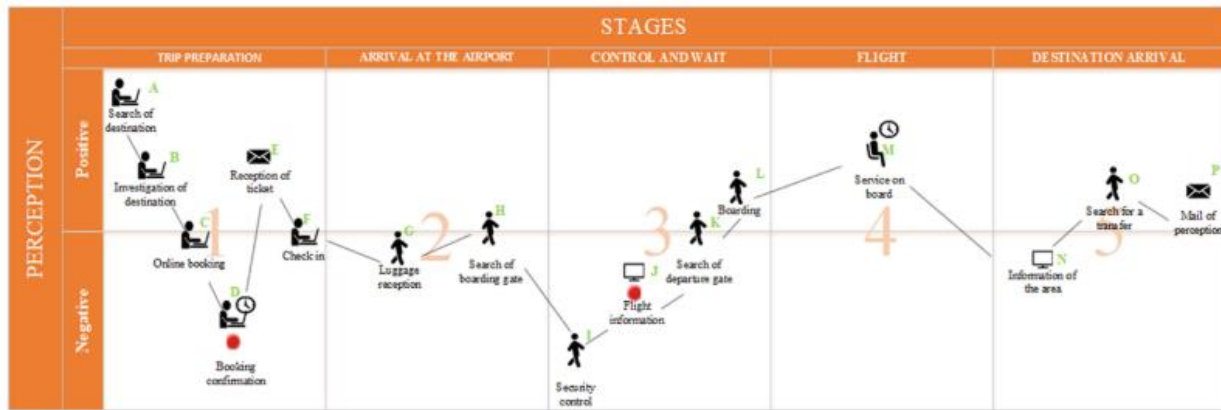 STAGES
TRIP PREPARATION
ARRIVAL AT THE AIRPORT
CONTROL AND WAIT
FLIGHT
DESTINATION ARRIVAL
PERCEPTION
Positive
Negative
1
2
3
4
5
A
Search of
destination
B
Investigation of
destination
C
Online booking
D
Booking
confirmation
E
Reception of
ticket
F
Check in
G
Luggage
reception
H
Search of
boarding gate
I
Security
control
J
Flight
information
K
Search of
departure gate
L
Boarding
M
Service on
board
N
Information of
the area
O
Search for a
transfer
P
Mail of
perception